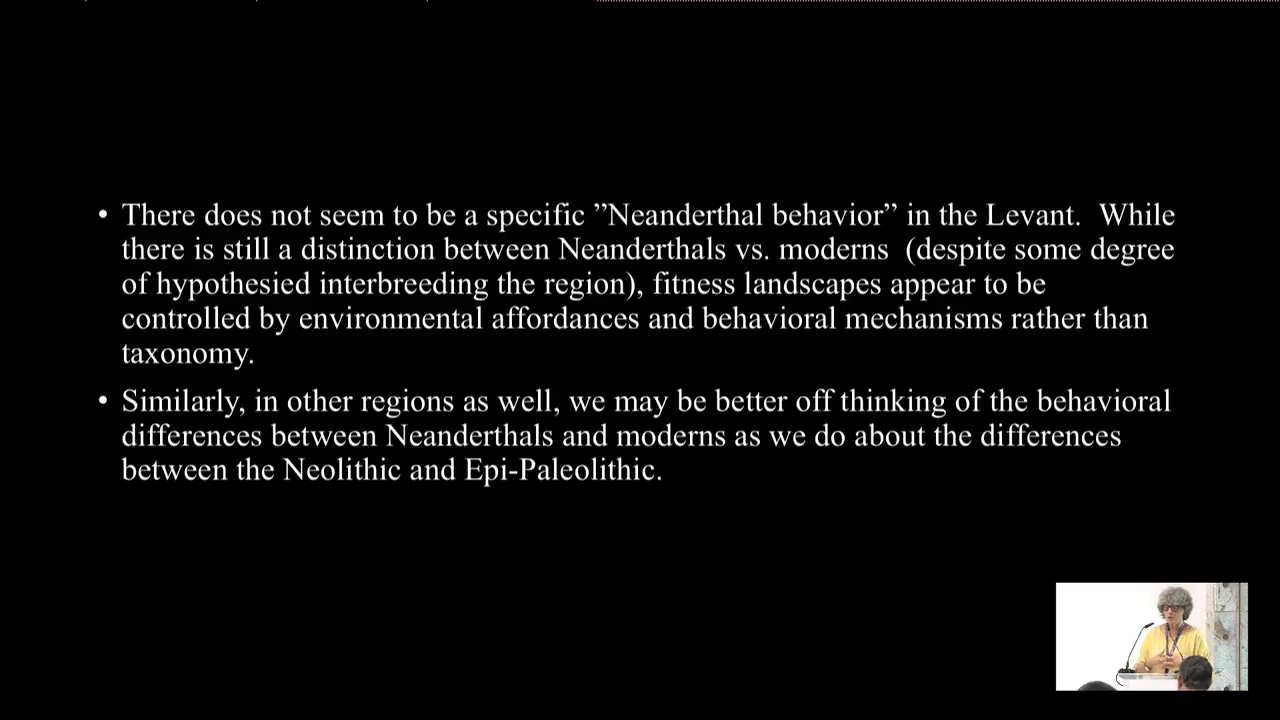 • There does not seem to be a specific ”Neanderthal behavior” in the Levant.  While
there is still a distinction between Neanderthals vs. moderns  (despite some degree
of hypothesied interbreeding the region), fitness landscapes appear to be
controlled by environmental affordances and behavioral mechanisms rather than
taxonomy.
• Similarly, in other regions as well, we may be better off thinking of the behavioral
differences between Neanderthals and moderns as we do about the differences
between the Neolithic and Epi-Paleolithic.